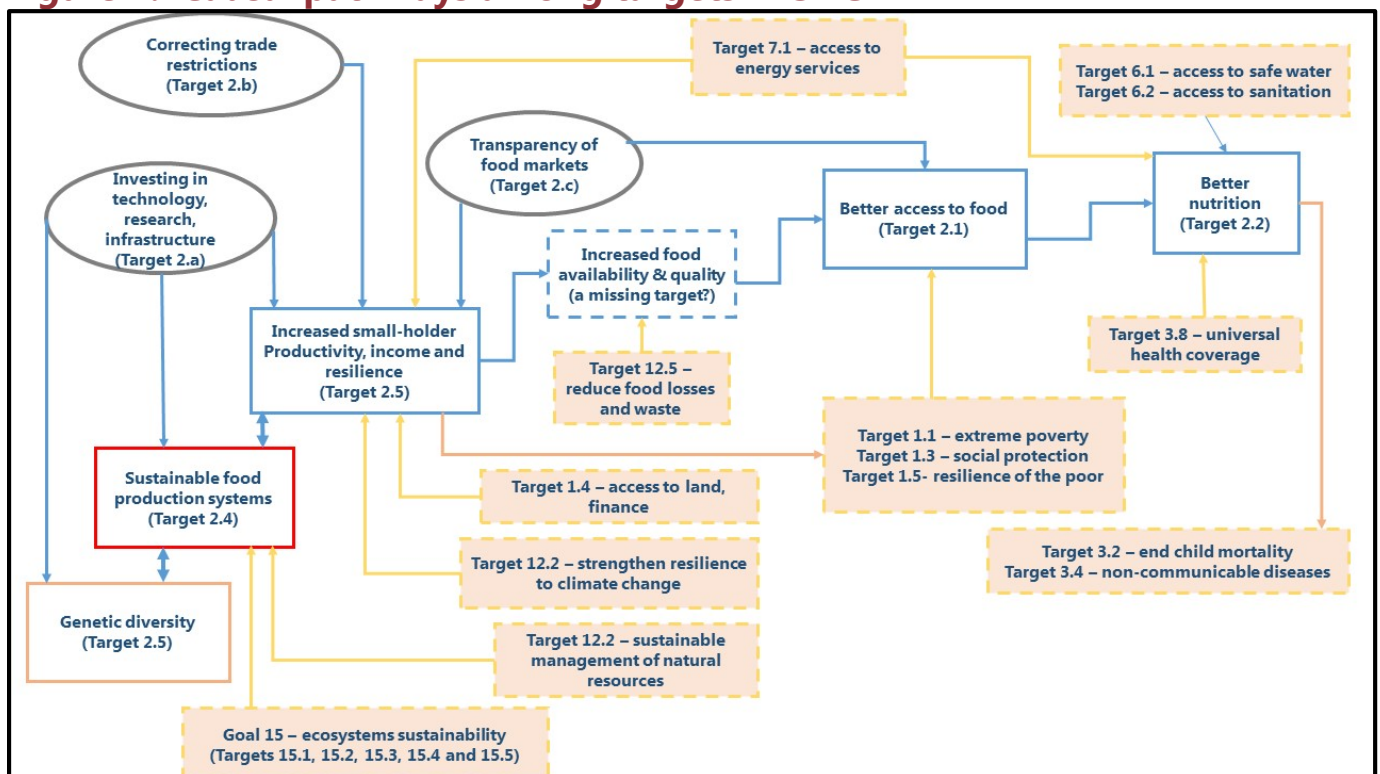 Correcting trade
restrictions
(Target 2.b)
Target 7.1 – access to
energy services
Target 6.1 – access to safe water
Target 6.2 – access to sanitation
Transparency of
food markets
(Target 2.c)
Investing in
technology,
research,
infrastructure
(Target 2.a)
Better access to food
(Target 2.1)
Better
nutrition
(Target 2.2)
Increased food
availability & quality
(a missing target?)
Increased small-holder
Productivity, income and
resilience
(Target 2.5)
Target 12.5 –
reduce food losses
and waste
Target 3.8 – universal
health coverage
Target 1.1 – extreme poverty
Target 1.3 – social protection
Target 1.5- resilience of the poor
Sustainable food
production systems
(Target 2.4)
Target 1.4 – access to land,
finance
Target 12.2 – strengthen resilience
to climate change
Target 3.2 – end child mortality
Target 3.4 – non-communicable diseases
Genetic diversity
(Target 2.5)
Target 12.2 – sustainable
management of natural
resources
Goal 15 – ecosystems sustainability
(Targets 15.1, 15.2, 15.3, 15.4 and 15.5)